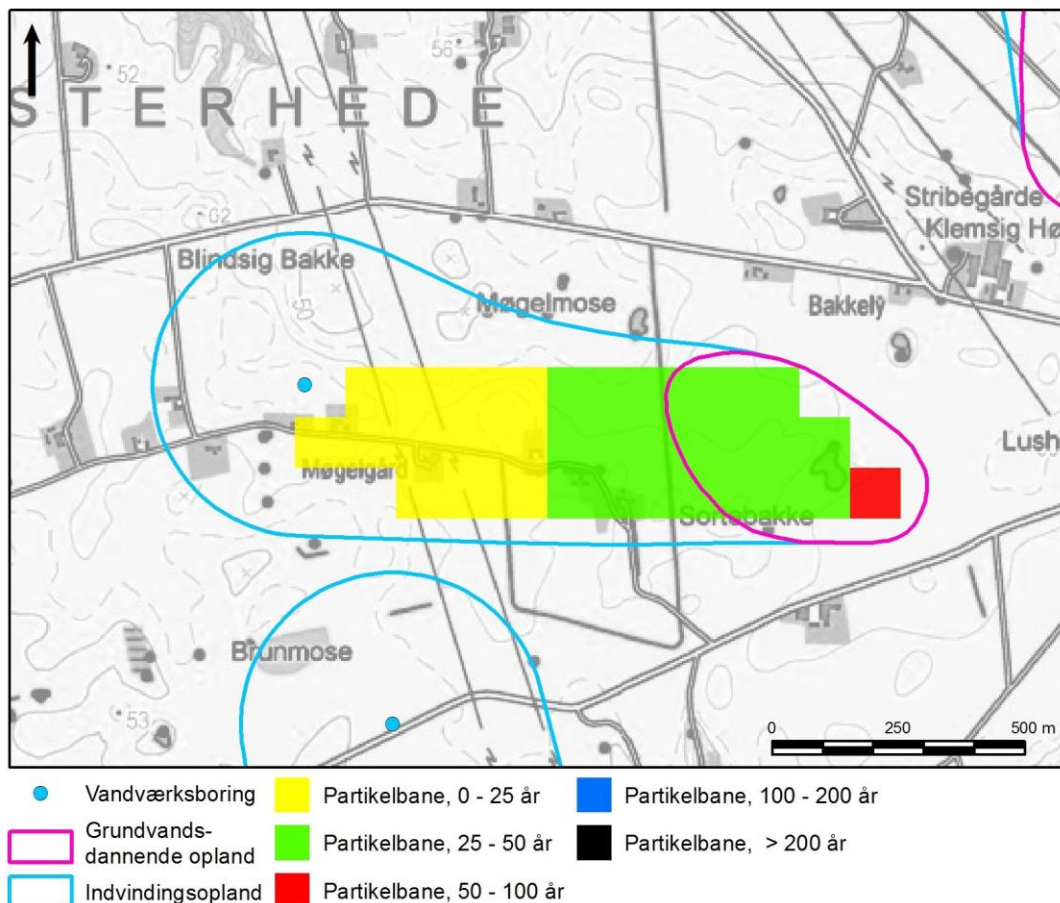 52
56
STERHEDE
62
Stribegårde
Klemsig Hø
Blindsig Bakke
50
Møgelmose
Bakkely
Lush
Møgelgård
Sortebakke
Brunmose
53
0 250 500 m
Vandværksboring
Grundvands-
dannende opland
Indvindingsopland
Partikelbane, 0 - 25 år
Partikelbane, 25 - 50 år
Partikelbane, 50 - 100 år
Partikelbane, 100 - 200 år
Partikelbane, > 200 år